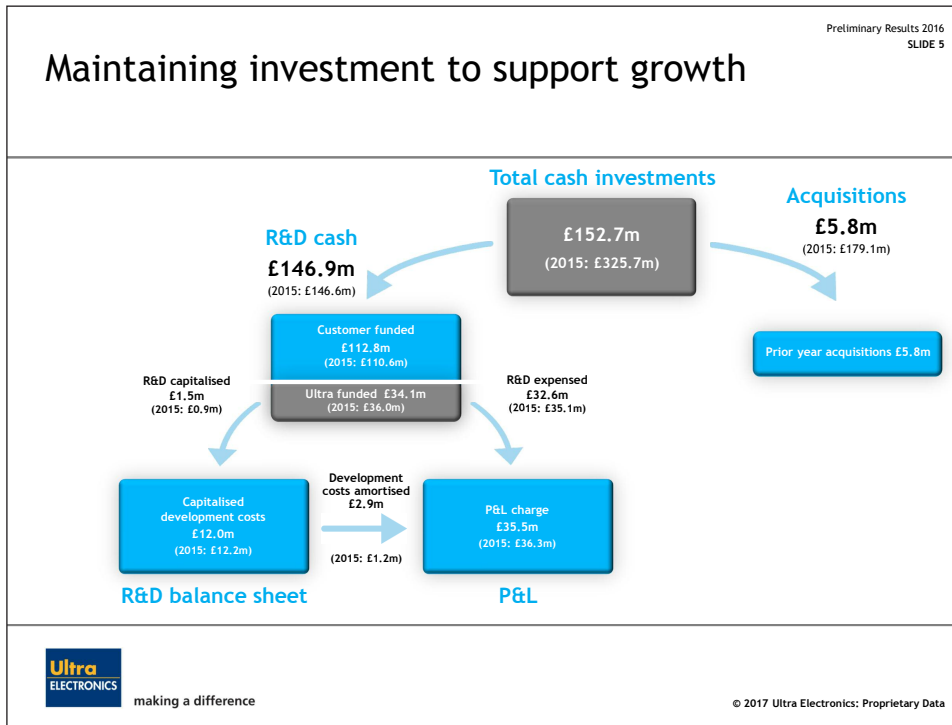 Preliminary Results 2016
SLIDE 5
Maintaining investment to support growth
Total cash investments
£152.7m
(2015: £325.7m)
Acquisitions
£5.8m
(2015: £179.1m)
R&D cash
£146.9m
(2015: £146.6m)
Customer funded
£112.8m
(2015: £110.6m)
Prior year acquisitions £5.8m
R&D capitalised
£1.5m
(2015: £0.9m)
Ultra funded £34.1m
(2015: £36.0m)
R&D expensed
£32.6m
(2015: £35.1m)
Capitalised
development costs
£12.0m
(2015: £12.2m)
Development
costs amortised
£2.9m
(2015: £1.2m)
P&L charge
£35.5m
(2015: £36.3m)
R&D balance sheet
P&L
Ultra
ELECTRONICS
making a difference
© 2017 Ultra Electronics: Proprietary Data